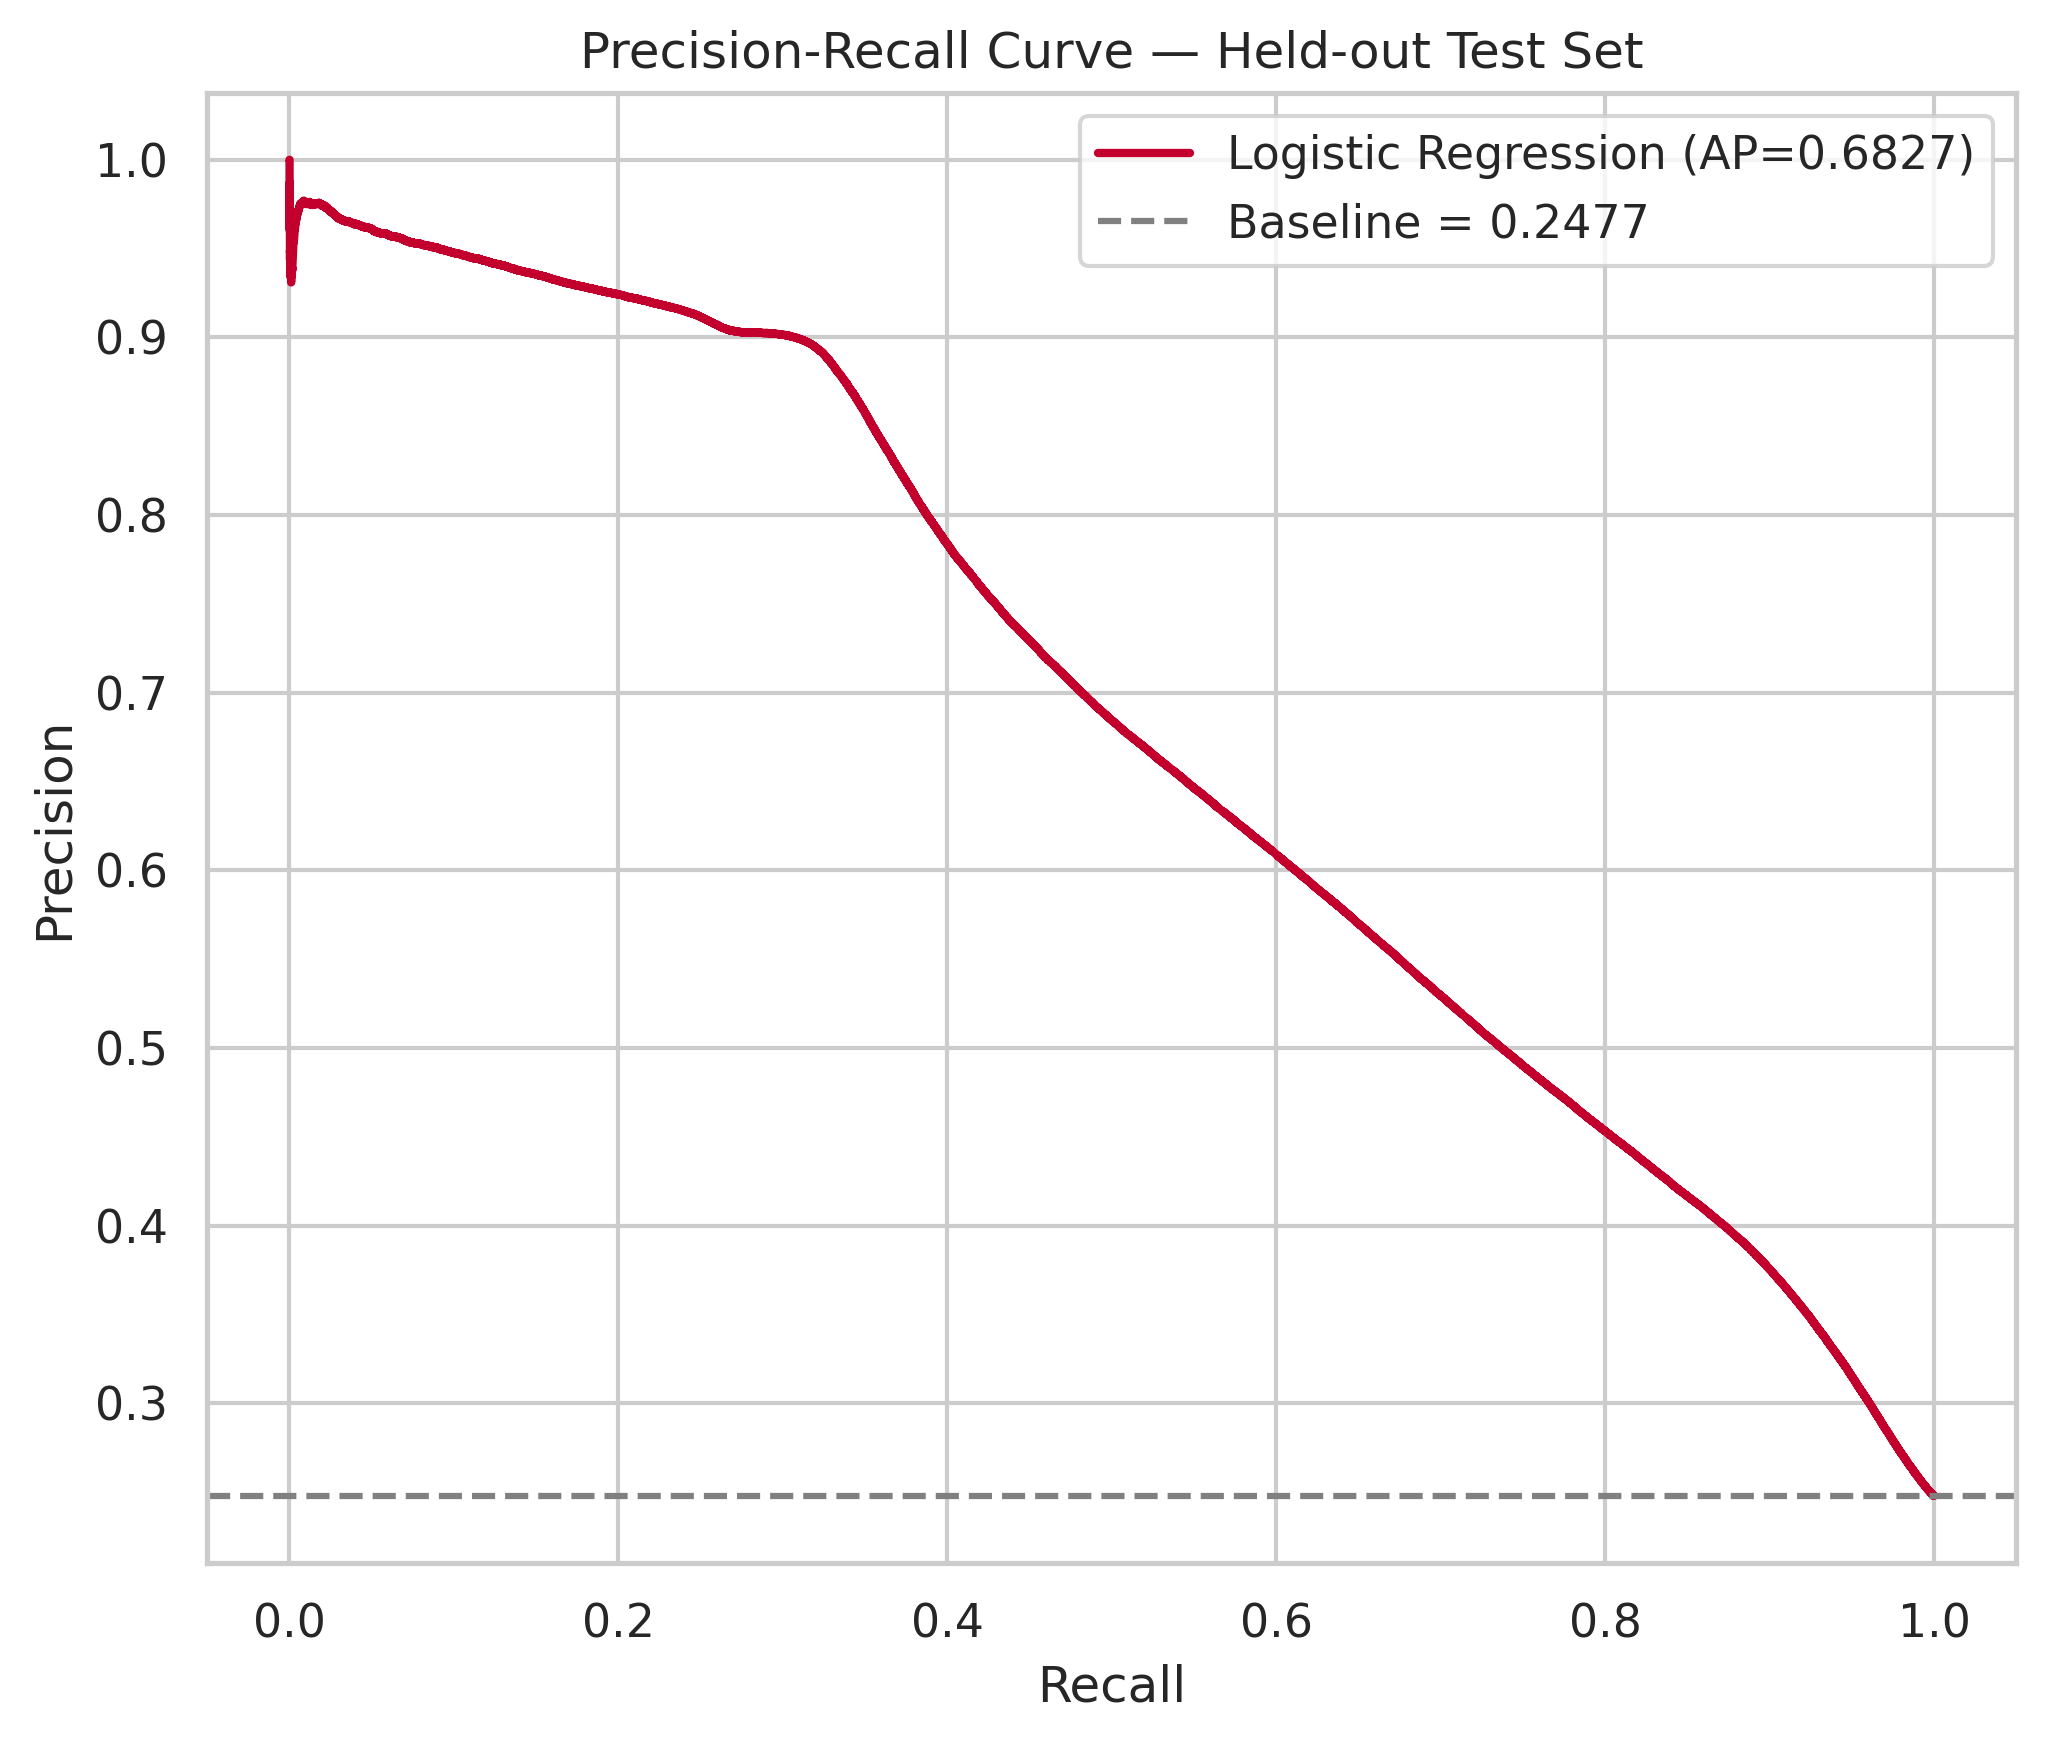 Precision-Recall Curve — Held-out Test Set
Logistic Regression (AP=0.6827)
Baseline = 0.2477
1.0
0.9
0.8
0.7
0.6
0.5
0.4
0.3
Precision
0.0 0.2 0.4 0.6 0.8 1.0
Recall